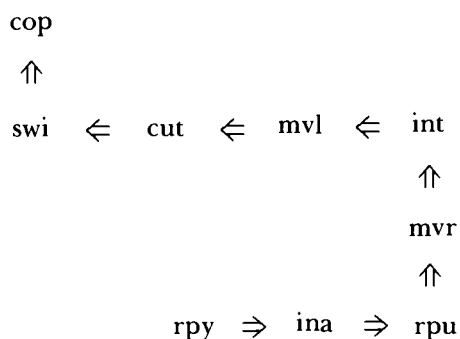 cop
⇑
swi ⇐ cut ⇐ mvl ⇐ int
⇑
mvr
⇑
rpy ⇒ ina ⇒ rpu